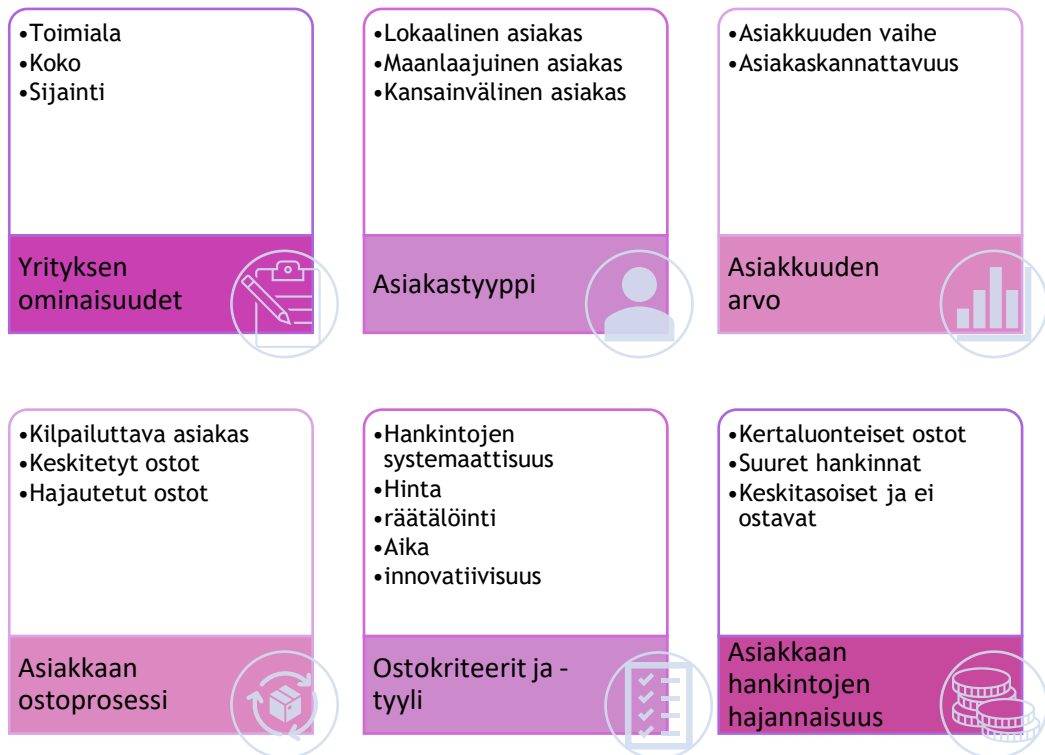 •Toimiala
•Koko
•Sijainti
Yrityksen
ominaisuudet
•Lokaalinen asiakas
•Maanlaajuinen asiakas
•Kansainvälinen asiakas
Asiakastyyppi
•Asiakkuuden vaihe
•Asiakaskannattavuus
Asiakkuuden
arvo
•Kilpailuttava asiakas
•Keskitetyt ostot
•Hajautetut ostot
Asiakkaan
ostoprosessi
•Hankintojen
systemaattisuus
•Hinta
•räätälöinti
•Aika
•innovatiivisuus
Ostokriteerit ja -
tyyli
•Kertaluonteiset ostot
•Suuret hankinnat
•Keskitasoiset ja ei
ostavat
Asiakkaan
hankintojen
hajannaisuus